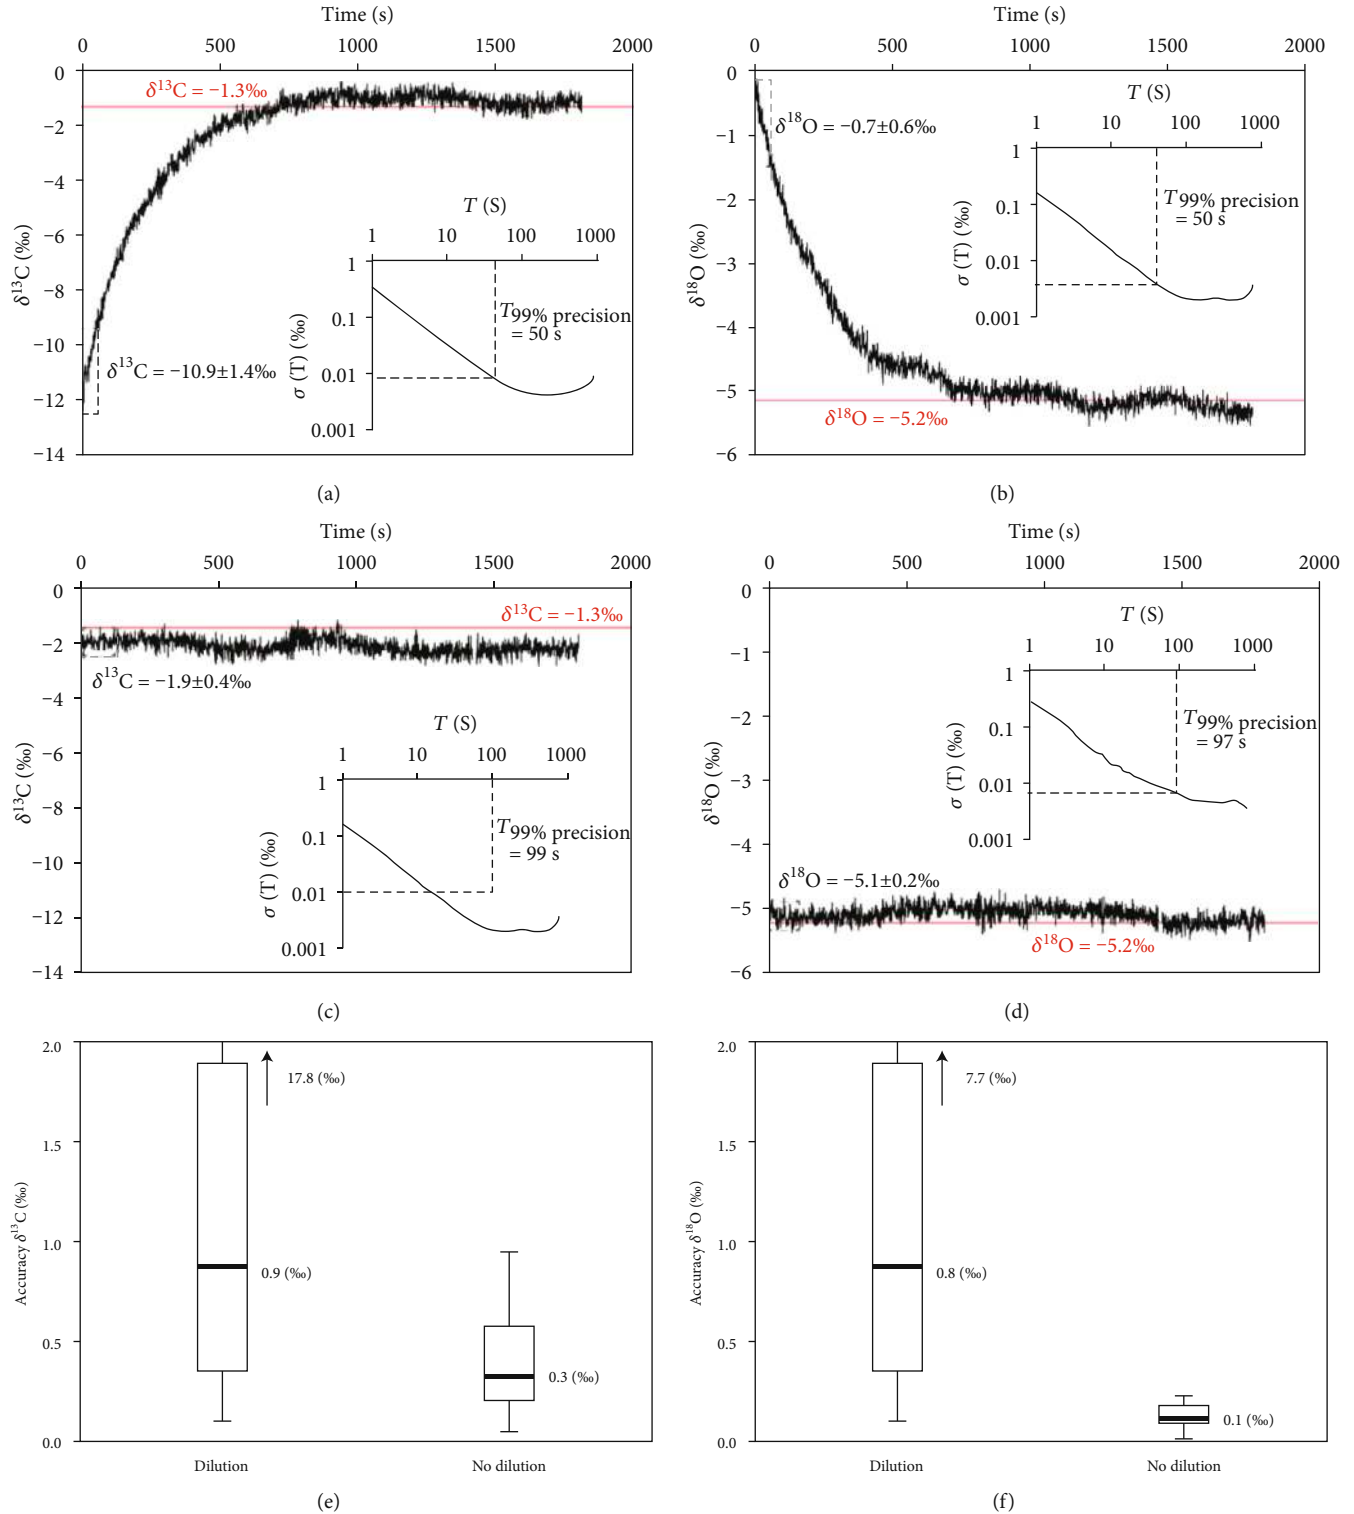 Time (s)
0 500 1000 1500 2000
0
−2
−4
−6
−8
−10
−12
−14
δ¹³C (‰)
δ¹³C = −1.3‰
δ¹³C = −10.9±1.4‰
T (S)
1 10 100 1000
1
0.1
0.01
0.001
σ (T) (‰)
T99% precision
= 50 s
(a)
Time (s)
0 500 1000 1500 2000
0
−1
−2
−3
−4
−5
−6
δ¹⁸O (‰)
δ¹⁸O = −0.7±0.6‰
δ¹⁸O = −5.2‰
T (S)
1 10 100 1000
1
0.1
0.01
0.001
σ (T) (‰)
T99% precision
= 50 s
(b)
Time (s)
0 500 1000 1500 2000
0
−2
−4
−6
−8
−10
−12
−14
δ¹³C (‰)
δ¹³C = −1.3‰
δ¹³C = −1.9±0.4‰
T (S)
1 10 100 1000
1
0.1
0.01
0.001
σ (T) (‰)
T99% precision
= 99 s
(c)
Time (s)
0 500 1000 1500 2000
0
−1
−2
−3
−4
−5
−6
δ¹⁸O (‰)
T (S)
1 10 100 1000
1
0.1
0.01
0.001
σ (T) (‰)
T99% precision
= 97 s
δ¹⁸O = −5.1±0.2‰
δ¹⁸O = −5.2‰
(d)
2.0
1.5
1.0
0.5
0.0
Accuracy δ¹³C (‰)
17.8 (‰)
0.9 (‰)
0.3 (‰)
Dilution No dilution
(e)
2.0
1.5
1.0
0.5
0.0
Accuracy δ¹⁸O (‰)
7.7 (‰)
0.8 (‰)
0.1 (‰)
Dilution No dilution
(f)